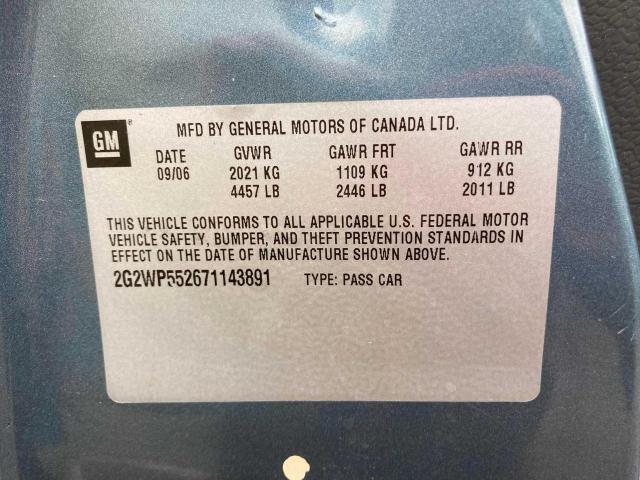 GM ® MFD BY GENERAL MOTORS OF CANADA LTD.
DATE GVWR GAWR FRT GAWR RR
09/06 2021 KG 1109 KG 912 KG
4457 LB 2446 LB 2011 LB
THIS VEHICLE CONFORMS TO ALL APPLICABLE U.S. FEDERAL MOTOR
VEHICLE SAFETY, BUMPER, AND THEFT PREVENTION STANDARDS IN
EFFECT ON THE DATE OF MANUFACTURE SHOWN ABOVE.
2G2WP552671143891 TYPE: PASS CAR